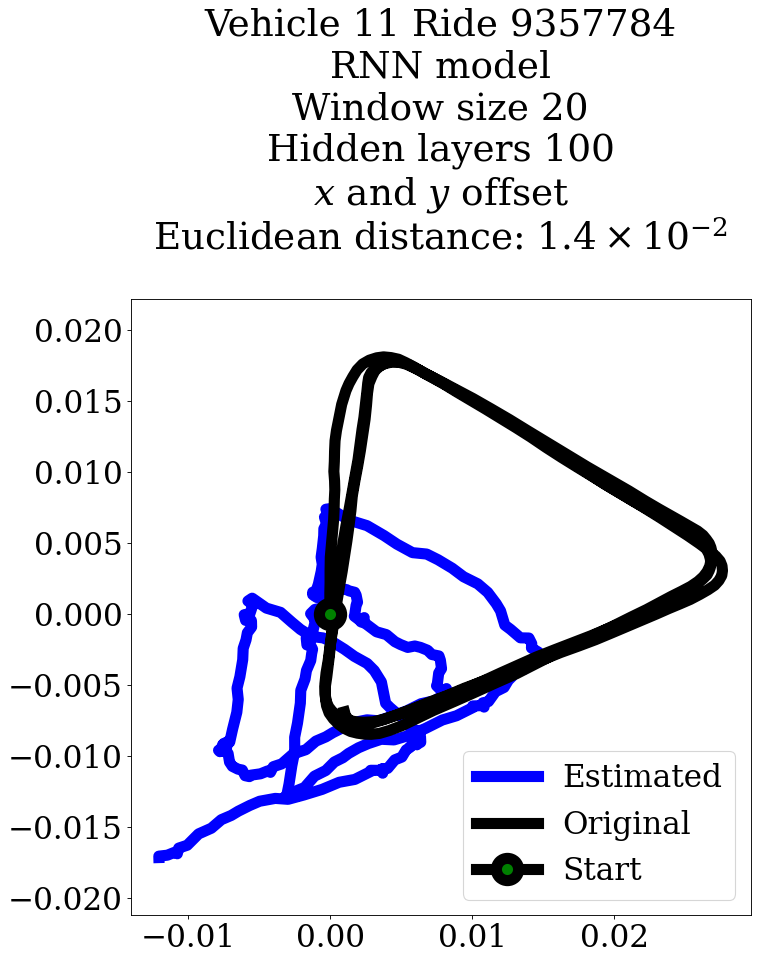 Vehicle 11 Ride 9357784
RNN model
Window size 20
Hidden layers 100
x and y offset
Euclidean distance: 1.4 × 10⁻²
0.020
0.015
0.010
0.005
0.000
−0.005
−0.010
−0.015
−0.020
Estimated
Original
Start
−0.01 0.00 0.01 0.02